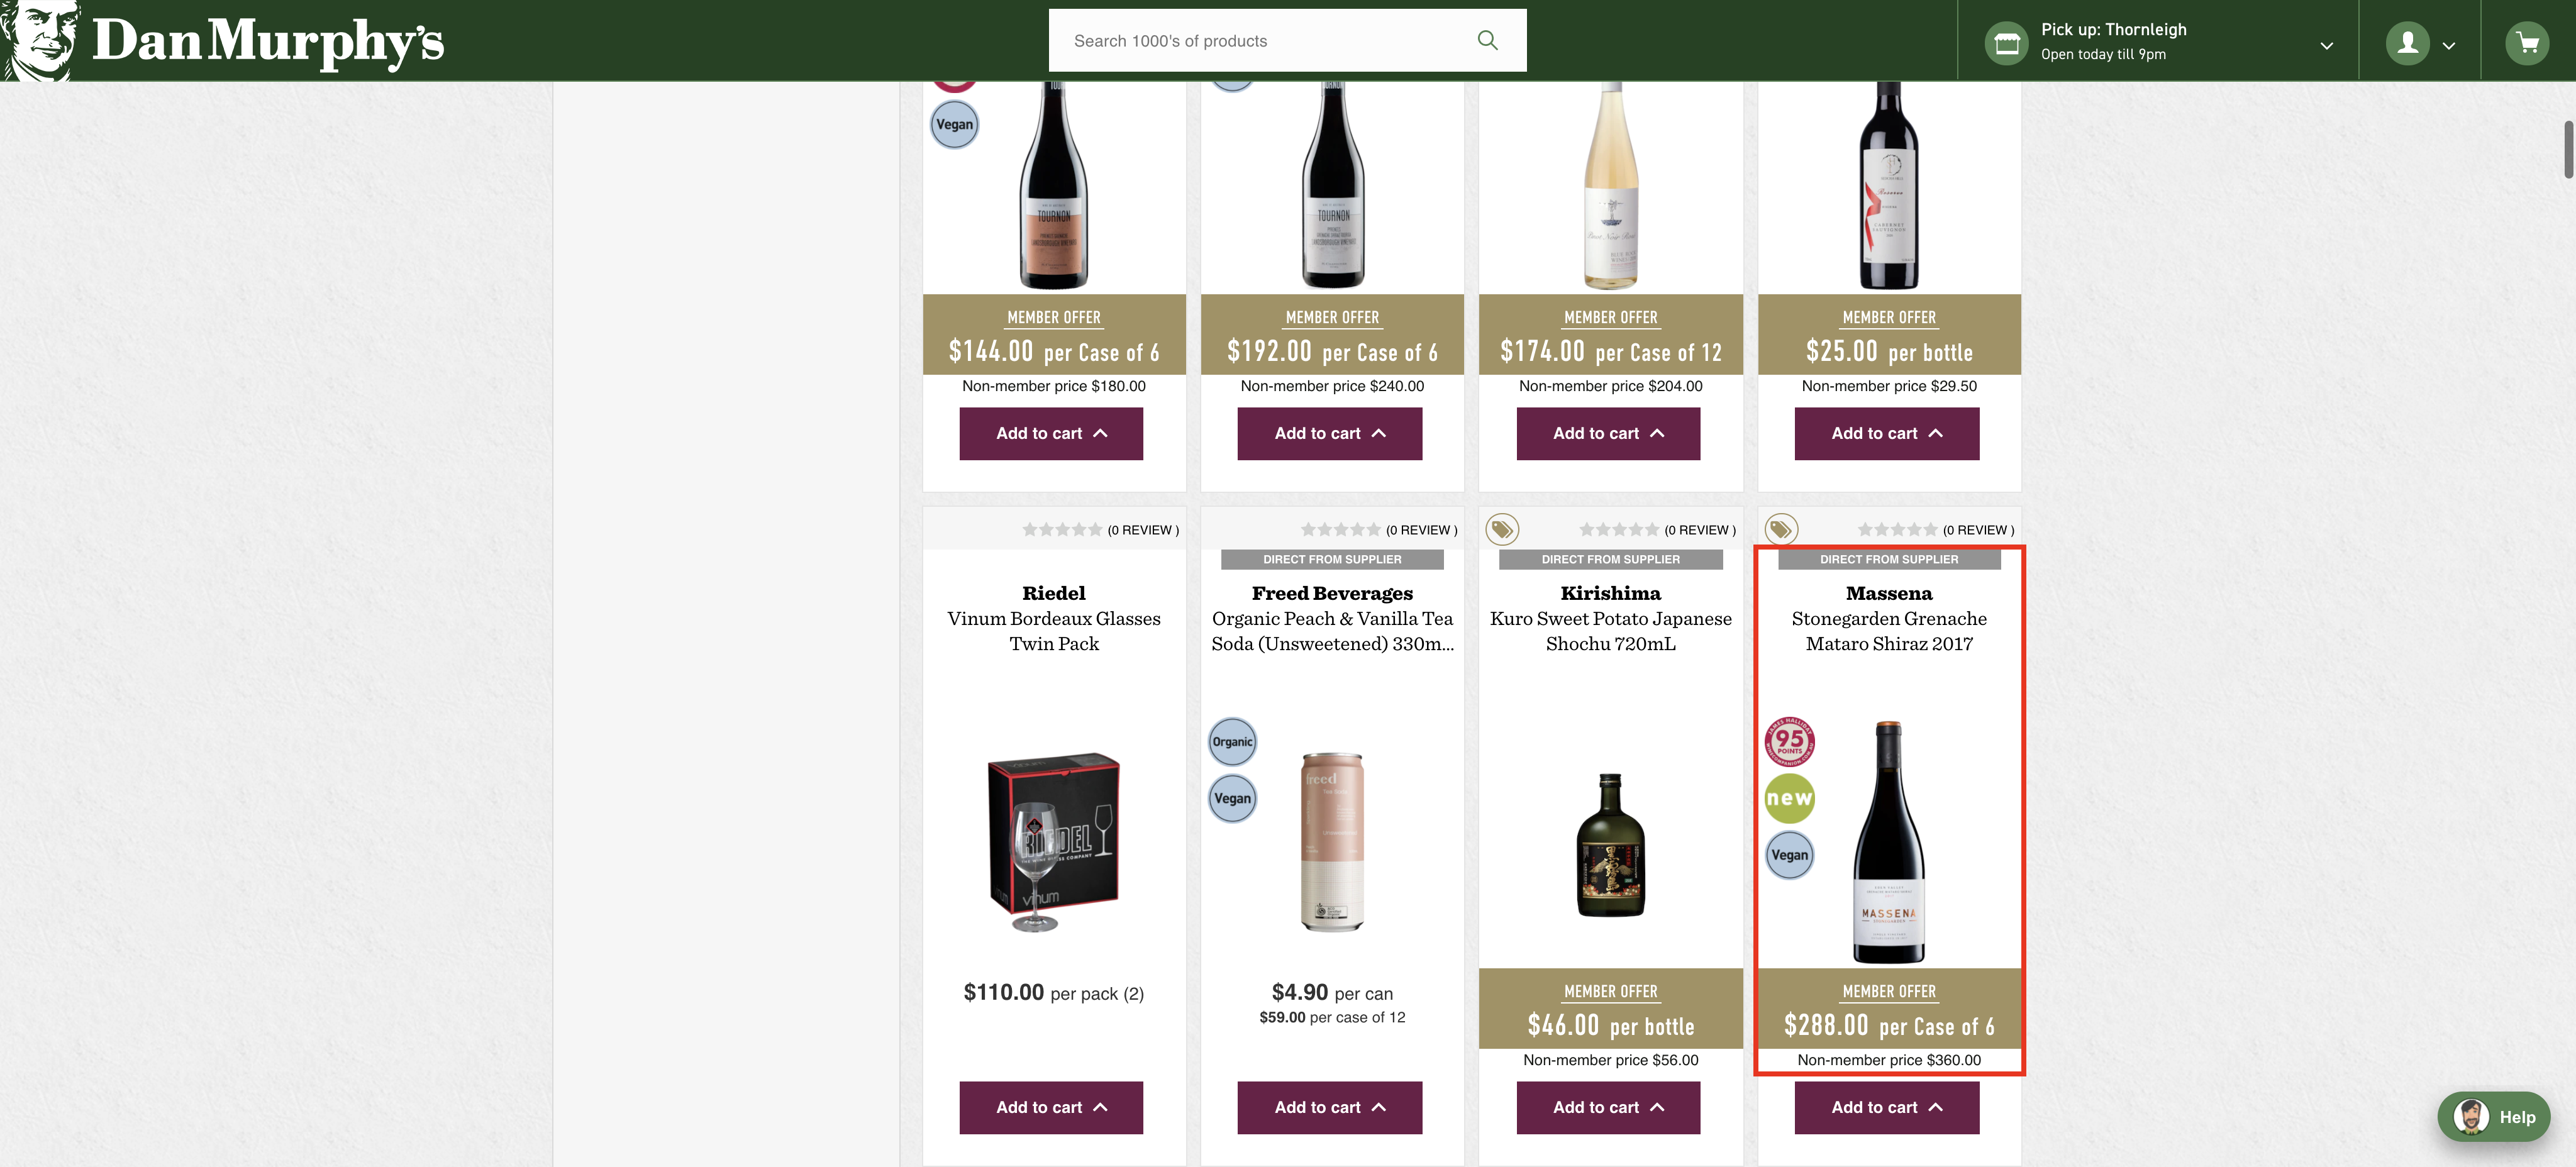 Dan Murphy's
Search 1000's of products
Pick up: Thornleigh
Open today till 9pm
Vegan
TOURNON
TOURNON
CABERNET
SAUVIGNON
MEMBER OFFER
$144.00 per Case of 6
Non-member price $180.00
Add to cart
MEMBER OFFER
$192.00 per Case of 6
Non-member price $240.00
Add to cart
MEMBER OFFER
$174.00 per Case of 12
Non-member price $204.00
Add to cart
MEMBER OFFER
$25.00 per bottle
Non-member price $29.50
Add to cart
(0 REVIEW )
Riedel
Vinum Bordeaux Glasses
Twin Pack
RIEDEL
vinum
$110.00 per pack (2)
Add to cart
(0 REVIEW )
DIRECT FROM SUPPLIER
Freed Beverages
Organic Peach & Vanilla Tea
Soda (Unsweetened) 330m...
Organic
Vegan
freed
$4.90 per can
$59.00 per case of 12
Add to cart
(0 REVIEW )
DIRECT FROM SUPPLIER
Kirishima
Kuro Sweet Potato Japanese
Shochu 720mL
MEMBER OFFER
$46.00 per bottle
Non-member price $56.00
Add to cart
(0 REVIEW )
DIRECT FROM SUPPLIER
Massena
Stonegarden Grenache
Mataro Shiraz 2017
JAMES HALLIDAY
95
POINTS
new
Vegan
MASSENA
MEMBER OFFER
$288.00 per Case of 6
Non-member price $360.00
Add to cart
Help